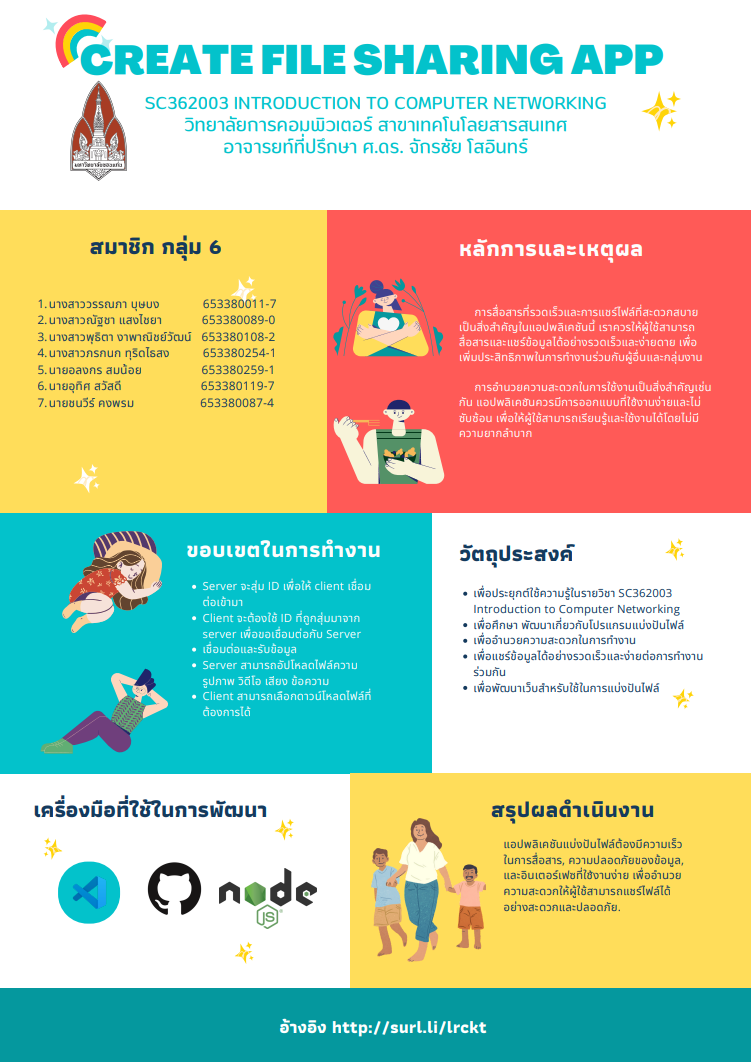 CREATE FILE SHARING APP
SC362003 INTRODUCTION TO COMPUTER NETWORKING
วิทยาลัยการคอมพิวเตอร์ สาขาเทคโนโลยสารสนเทศ
อาจารยท์ที่ปรึกษา ศ.ดร. จักรชัย โสอินทร์
มหาวิทยาลัยขอนแก่น
สมาชิก กลุ่ม 6
1. นางสาววรรณภา บุษบง 653380011-7
2. นางสาวณัฐชา แสงไชยา 653380089-0
3. นางสาวพุธิตา งาพาณิชย์วัฒน์ 653380108-2
4. นางสาวภรกนก ทุริดไธสง 653380254-1
5. นายอลงกร สมน้อย 653380259-1
6. นายอุทิศ สวัสดี 653380119-7
7. นายชนวีร์ คงพรม 653380087-4
หลักการและเหตุผล
การสื่อสารที่รวดเร็วและการแชร์ไฟล์ที่สะดวกสบาย
เป็นสิ่งสำคัญในแอปพลิเคชันนี้ เราควรให้ผู้ใช้สามารถ
สื่อสารและแชร์ข้อมูลได้อย่างรวดเร็วและง่ายดาย เพื่อ
เพิ่มประสิทธิภาพในการทำงานร่วมกับผู้อื่นและกลุ่มงาน
การอำนวยความสะดวกในการใช้งานเป็นสิ่งสำคัญเช่น
กัน แอปพลิเคชันควรมีการออกแบบที่ใช้งานง่ายและไม่
ซับซ้อน เพื่อให้ผู้ใช้สามารถเรียนรู้และใช้งานได้โดยไม่มี
ความยากลำบาก
ขอบเขตในการทำงาน
• Server จะสุ่ม ID เพื่อให้ client เชื่อม
ต่อเข้ามา
• Client จะต้องใช้ ID ที่ถูกสุ่มมาจาก
server เพื่อขอเชื่อมต่อกับ Server
• เชื่อมต่อและรับข้อมูล
• Server สามารถอัปโหลดไฟล์ความ
รูปภาพ วิดีโอ เสียง ข้อความ
• Client สามารถเลือกดาวน์โหลดไฟล์ที่
ต้องการได้
วัตถุประสงค์
• เพื่อประยุกต์ใช้ความรู้ในรายวิชา SC362003
Introduction to Computer Networking
• เพื่อศึกษา พัฒนาเกี่ยวกับโปรแกรมแบ่งปันไฟล์
• เพื่ออำนวยความสะดวกในการทำงาน
• เพื่อแชร์ข้อมูลได้อย่างรวดเร็วและง่ายต่อการทำงาน
ร่วมกัน
• เพื่อพัฒนาเว็บสำหรับใช้ในการแบ่งปันไฟล์
เครื่องมือที่ใช้ในการพัฒนา
node
JS
สรุปผลดำเนินงาน
แอปพลิเคชันแบ่งปันไฟล์ต้องมีความเร็ว
ในการสื่อสาร, ความปลอดภัยของข้อมูล,
และอินเตอร์เฟซที่ใช้งานง่าย เพื่ออำนวย
ความสะดวกให้ผู้ใช้สามารถแชร์ไฟล์ได้
อย่างสะดวกและปลอดภัย.
อ้างอิง http://surl.li/lrckt